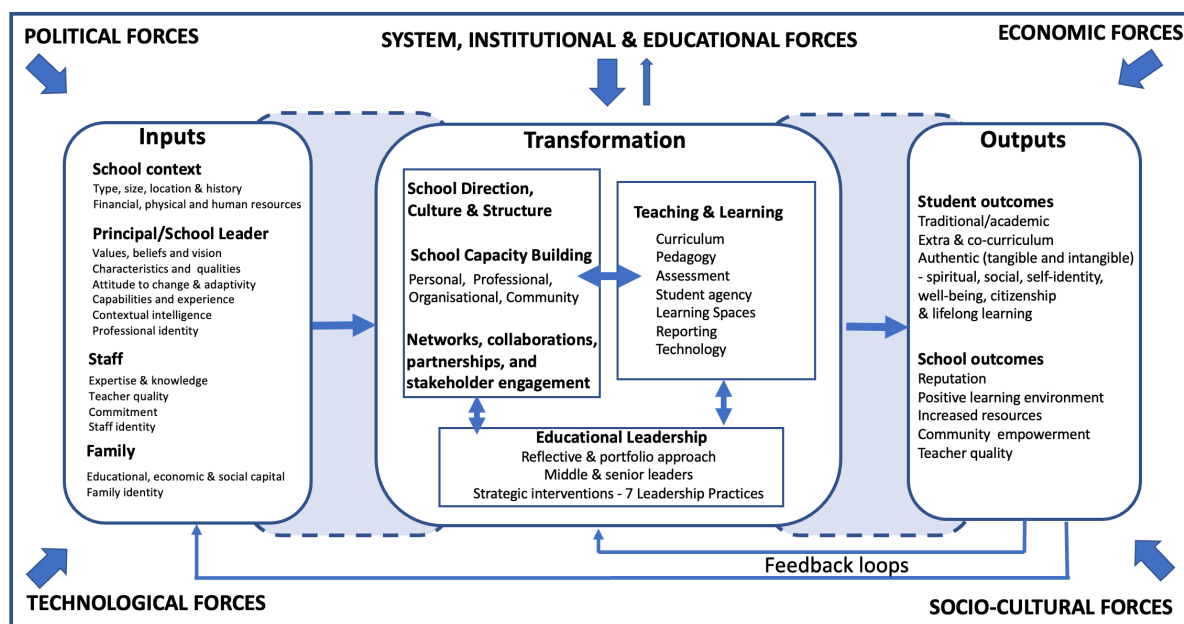 POLITICAL FORCES
SYSTEM, INSTITUTIONAL & EDUCATIONAL FORCES
ECONOMIC FORCES
Inputs
School context
Type, size, location & history
Financial, physical and human resources
Principal/School Leader
Values, beliefs and vision
Characteristics and qualities
Attitude to change & adaptivity
Capabilities and experience
Contextual intelligence
Professional identity
Staff
Expertise & knowledge
Teacher quality
Commitment
Staff identity
Family
Educational, economic & social capital
Family identity
Transformation
School Direction,
Culture & Structure
School Capacity Building
Personal, Professional,
Organisational, Community
Networks, collaborations,
partnerships, and
stakeholder engagement
Teaching & Learning
Curriculum
Pedagogy
Assessment
Student agency
Learning Spaces
Reporting
Technology
Educational Leadership
Reflective & portfolio approach
Middle & senior leaders
Strategic interventions - 7 Leadership Practices
Outputs
Student outcomes
Traditional/academic
Extra & co-curriculum
Authentic (tangible and intangible)
- spiritual, social, self-identity,
well-being, citizenship
& lifelong learning
School outcomes
Reputation
Positive learning environment
Increased resources
Community empowerment
Teacher quality
Feedback loops
TECHNOLOGICAL FORCES
SOCIO-CULTURAL FORCES